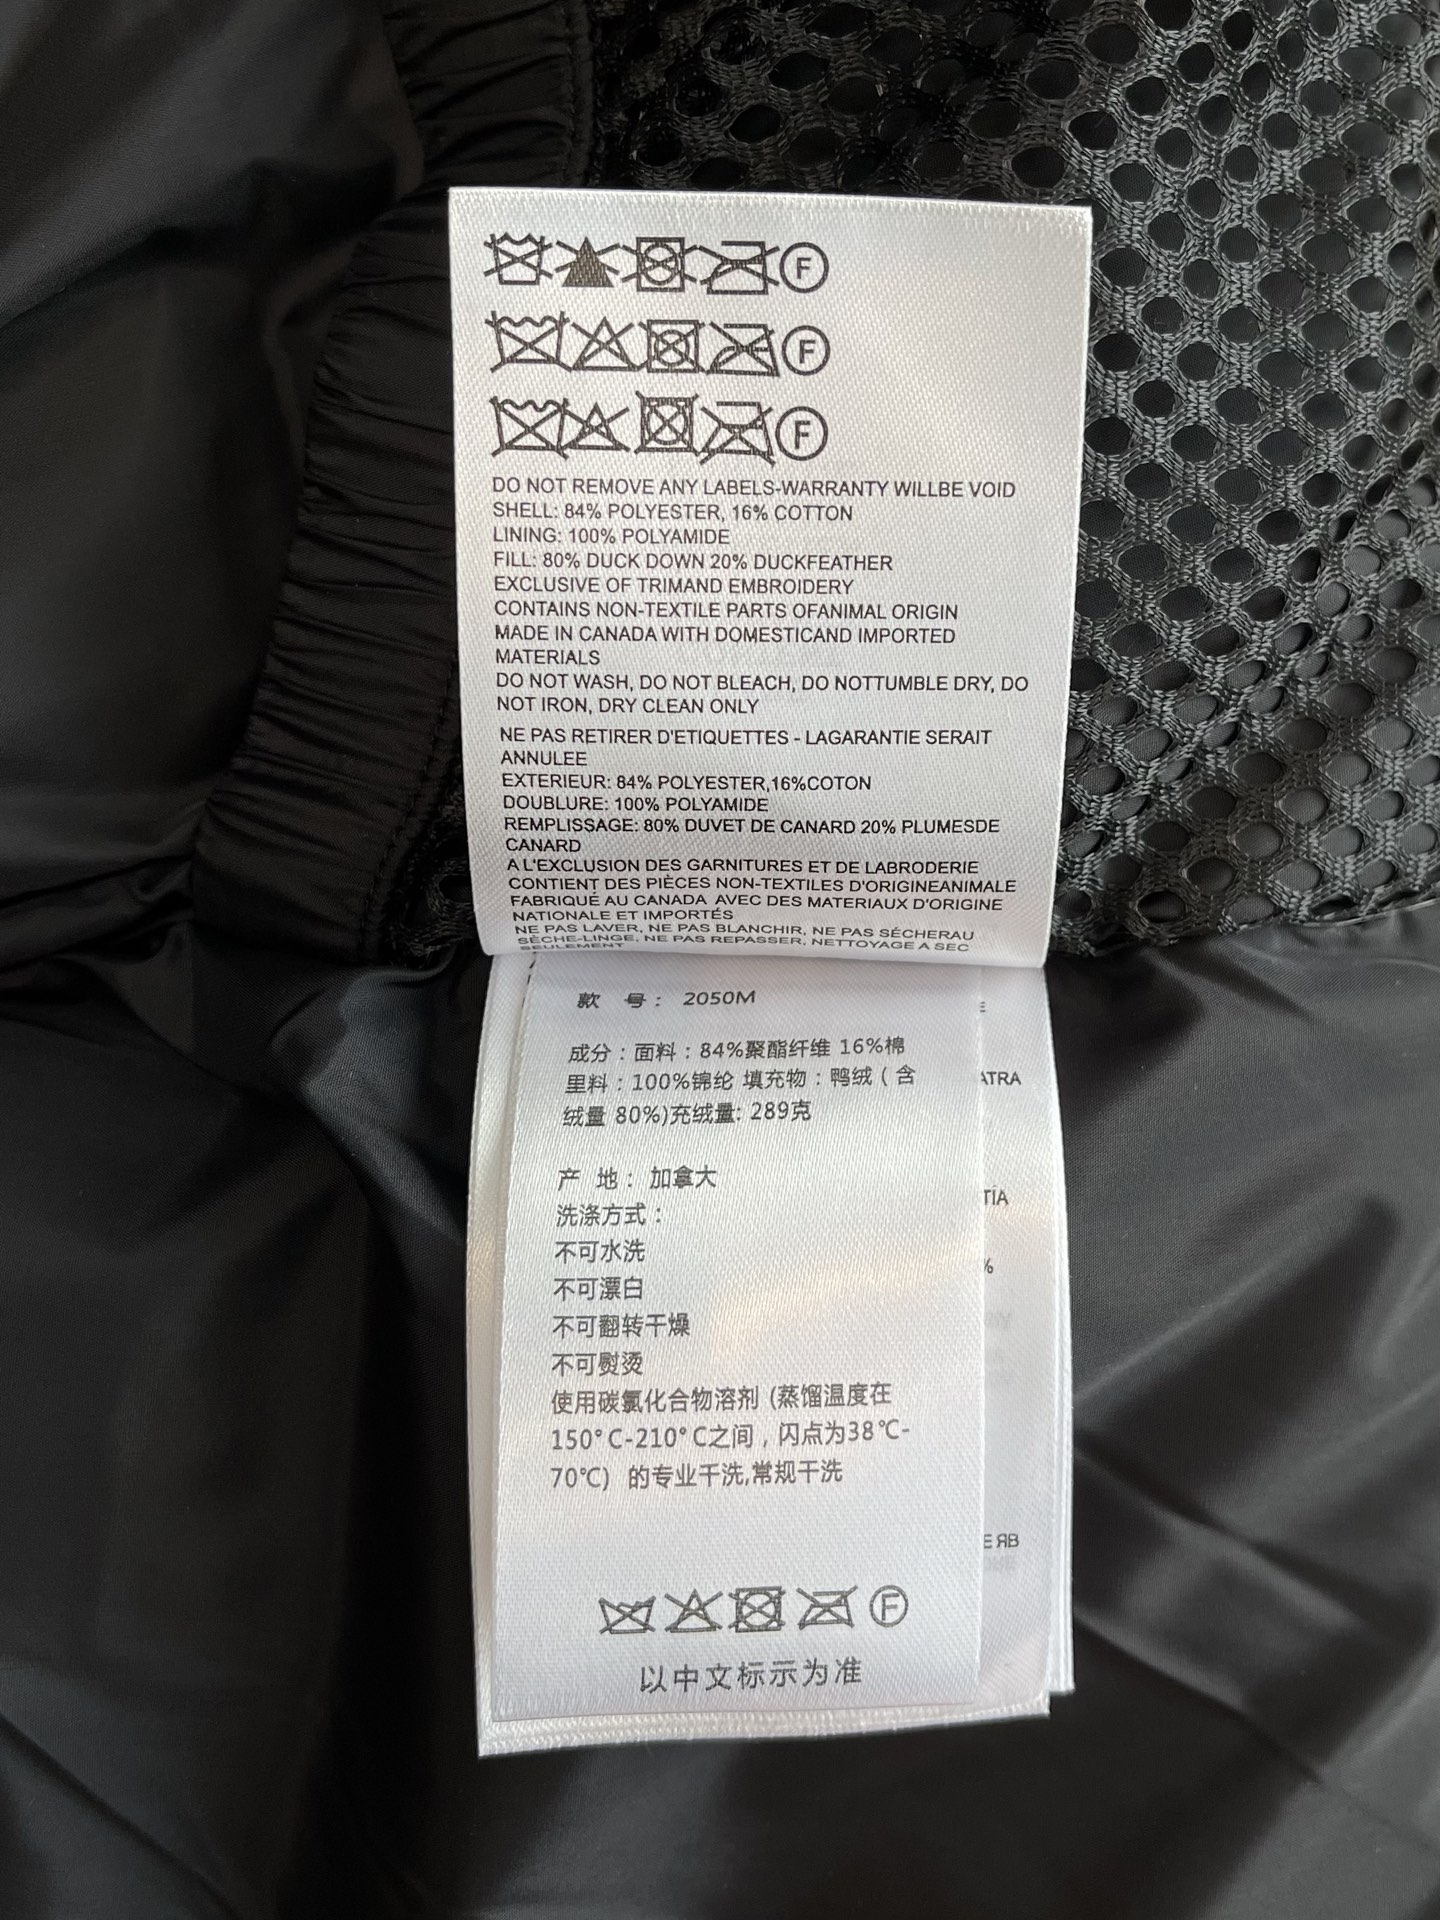 F
F
F
DO NOT REMOVE ANY LABELS-WARRANTY WILLBE VOID
SHELL: 84% POLYESTER, 16% COTTON
LINING: 100% POLYAMIDE
FILL: 80% DUCK DOWN 20% DUCKFEATHER
EXCLUSIVE OF TRIMAND EMBROIDERY
CONTAINS NON-TEXTILE PARTS OFANIMAL ORIGIN
MADE IN CANADA WITH DOMESTICAND IMPORTED
MATERIALS
DO NOT WASH, DO NOT BLEACH, DO NOTTUMBLE DRY, DO
NOT IRON, DRY CLEAN ONLY
NE PAS RETIRER D'ETIQUETTES - LAGARANTIE SERAIT
ANNULEE
EXTERIEUR: 84% POLYESTER,16%COTON
DOUBLURE: 100% POLYAMIDE
REMPLISSAGE: 80% DUVET DE CANARD 20% PLUMESDE
CANARD
A L'EXCLUSION DES GARNITURES ET DE LABRODERIE
CONTIENT DES PIÈCES NON-TEXTILES D'ORIGINEANIMALE
FABRIQUÉ AU CANADA AVEC DES MATERIAUX D'ORIGINE
NATIONALE ET IMPORTÉS
NE PAS LAVER, NE PAS BLANCHIR, NE PAS SÉCHERAU
SÈCHE-LINGE, NE PAS REPASSER, NETTOYAGE A SEC
SEULEMENT
款 号： 2050M
成分：面料：84%聚酯纤维 16%棉
里料：100%锦纶 填充物：鸭绒（含
绒量 80%)充绒量: 289克
产 地： 加拿大
洗涤方式：
不可水洗
不可漂白
不可翻转干燥
不可熨烫
使用碳氯化合物溶剂 (蒸馏温度在
150°C-210°C之间，闪点为38℃-
70℃) 的专业干洗,常规干洗
F
以中文标示为准
ATRA
TÍA
%